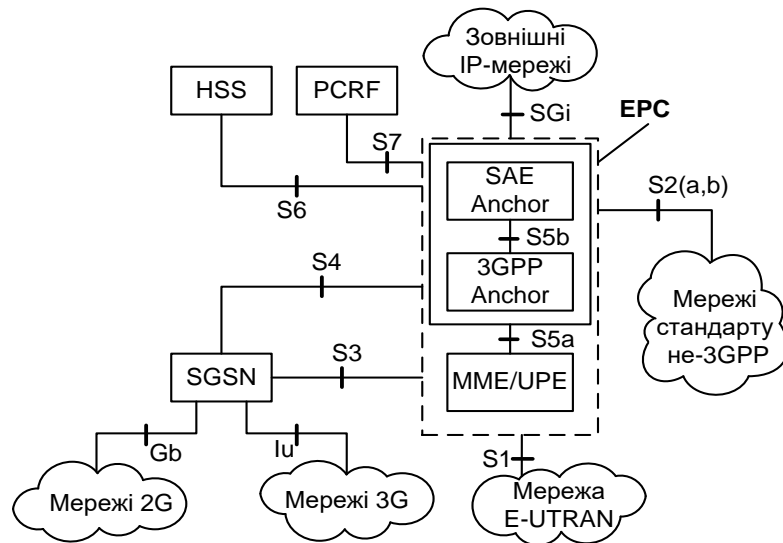 Зовнішні
IP-мережі
HSS
PCRF
SGi
EPC
S7
SAE
Anchor
S2(a,b)
S6
S5b
S4
3GPP
Anchor
Мережі
стандарту
не-3GPP
S5a
S3
SGSN
MME/UPE
Gb
Iu
S1
Мережі 2G
Мережі 3G
Мережа
E-UTRAN